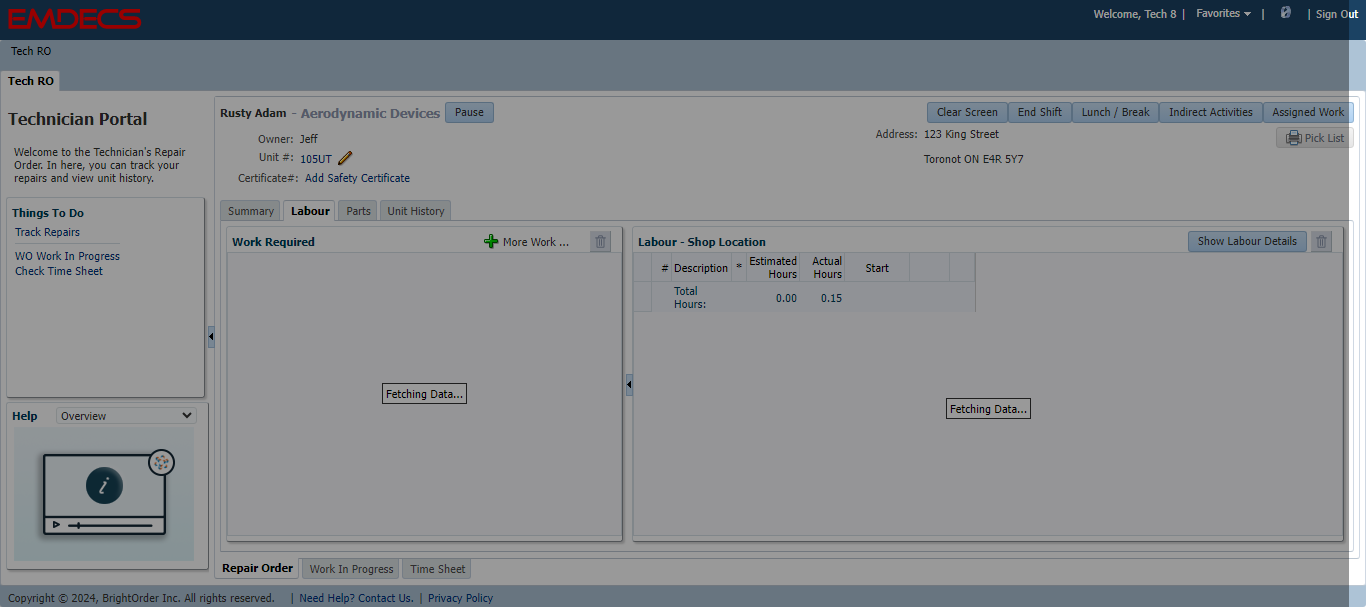 EMDECS
Welcome, Tech 8 | Favorites | | Sign Out
Tech RO
Tech RO
Technician Portal
Welcome to the Technician's Repair
Order. In here, you can track your
repairs and view unit history.
Things To Do
Track Repairs
WO Work In Progress
Check Time Sheet
Help Overview
i
Rusty Adam - Aerodynamic Devices Pause
Clear Screen End Shift Lunch / Break Indirect Activities Assigned Work
Owner: Jeff
Unit #: 105UT
Certificate#: Add Safety Certificate
Address: 123 King Street
Toronot ON E4R 5Y7
Pick List
Summary Labour Parts Unit History
Work Required More Work ...
Fetching Data...
Labour - Shop Location Show Labour Details
# Description * Estimated Hours Actual Hours Start
Total Hours: 0.00 0.15
Fetching Data...
Repair Order Work In Progress Time Sheet
Copyright © 2024, BrightOrder Inc. All rights reserved. | Need Help? Contact Us. | Privacy Policy